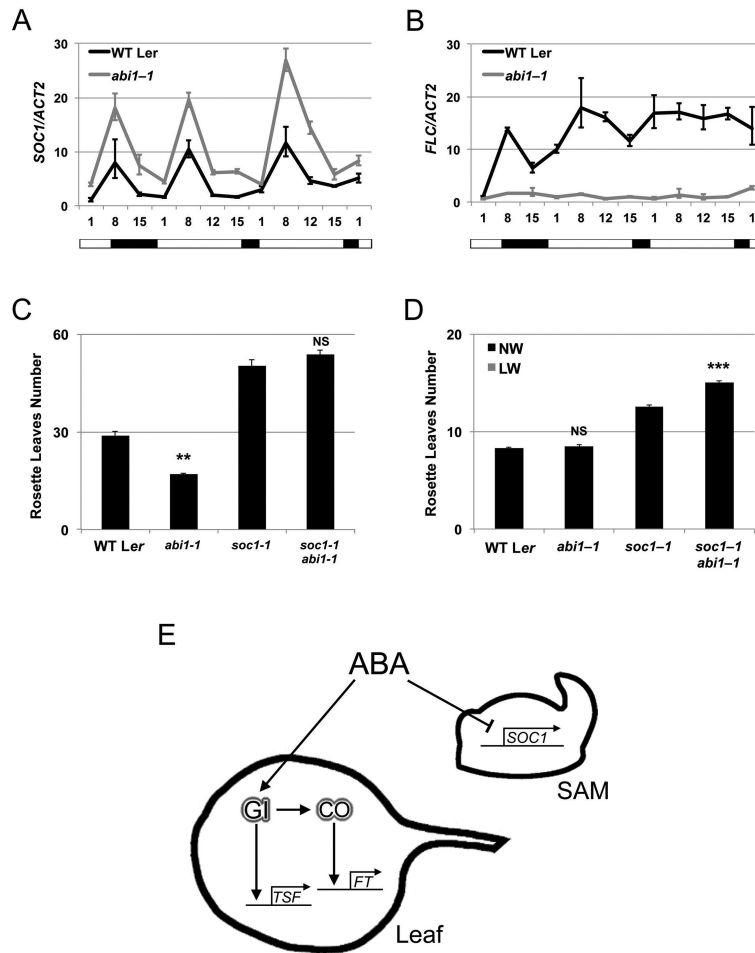 A
30
20
10
0
SOC1/ACT2
WT Ler
abi1–1
1 8 15 1 8 12 15 1 8 12 15 1
B
30
20
10
0
FLC/ACT2
WT Ler
abi1–1
1 8 15 1 8 12 15 1 8 12 15 1
C
60
30
0
Rosette Leaves Number
**
NS
WT Ler abi1-1 soc1-1 soc1-1
abi1-1
D
20
10
0
Rosette Leaves Number
NW
LW
NS
***
WT Ler abi1–1 soc1–1 soc1–1
abi1–1
E
ABA
SOC1
SAM
GI
CO
TSF
FT
Leaf